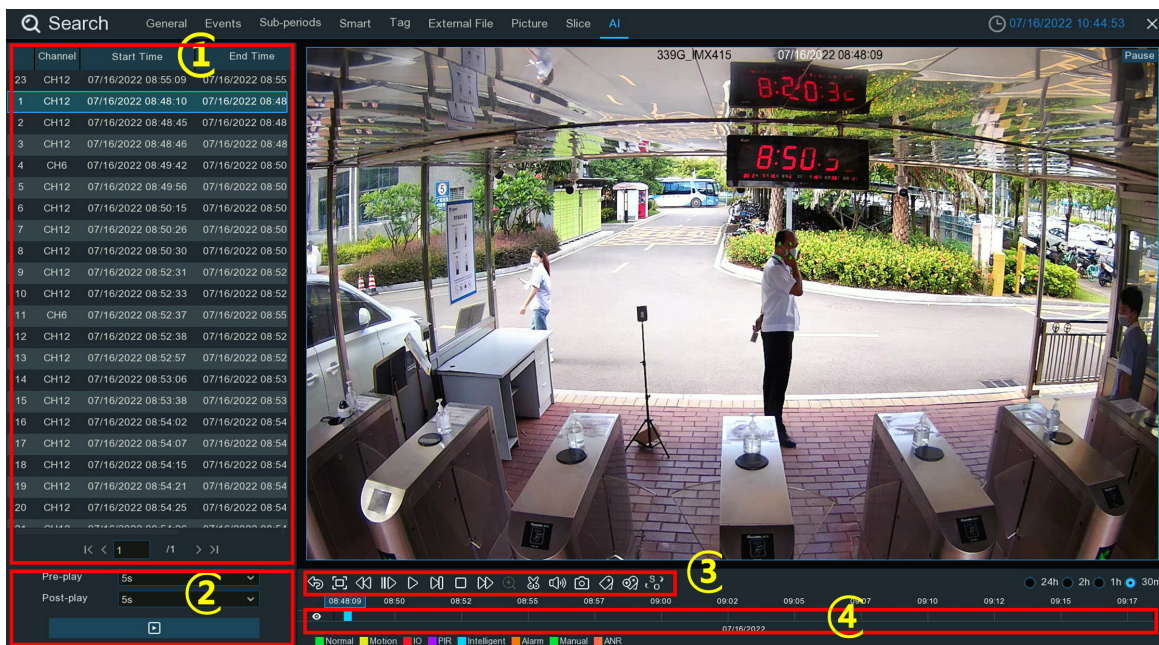 Search General Events Sub-periods Smart Tag External File Picture Slice AI 07/16/2022 10:44:53
Channel Start Time End Time
23 CH12 07/16/2022 08:55:09 07/16/2022 08:55
1 CH12 07/16/2022 08:48:10 07/16/2022 08:48
2 CH12 07/16/2022 08:48:45 07/16/2022 08:48
3 CH12 07/16/2022 08:48:46 07/16/2022 08:48
4 CH6 07/16/2022 08:49:42 07/16/2022 08:50
5 CH12 07/16/2022 08:49:56 07/16/2022 08:50
6 CH12 07/16/2022 08:50:15 07/16/2022 08:50
7 CH12 07/16/2022 08:50:26 07/16/2022 08:50
8 CH12 07/16/2022 08:50:30 07/16/2022 08:50
9 CH12 07/16/2022 08:52:31 07/16/2022 08:52
10 CH12 07/16/2022 08:52:33 07/16/2022 08:52
11 CH6 07/16/2022 08:52:37 07/16/2022 08:55
12 CH12 07/16/2022 08:52:38 07/16/2022 08:52
13 CH12 07/16/2022 08:52:57 07/16/2022 08:52
14 CH12 07/16/2022 08:53:06 07/16/2022 08:53
15 CH12 07/16/2022 08:53:38 07/16/2022 08:53
16 CH12 07/16/2022 08:54:02 07/16/2022 08:54
17 CH12 07/16/2022 08:54:07 07/16/2022 08:54
18 CH12 07/16/2022 08:54:15 07/16/2022 08:54
19 CH12 07/16/2022 08:54:21 07/16/2022 08:54
20 CH12 07/16/2022 08:54:25 07/16/2022 08:54
1 /1
①
Pre-play 5s
Post-play 5s
②
339G_IMX415 07/16/2022 08:48:09 Pause
8:50
5
③
24h 2h 1h 30m
08:48:09 08:50 08:52 08:55 08:57 09:00 09:02 09:05 09:07 09:10 09:12 09:15 09:17
④
07/16/2022
Normal Motion IO PIR Intelligent Alarm Manual ANR